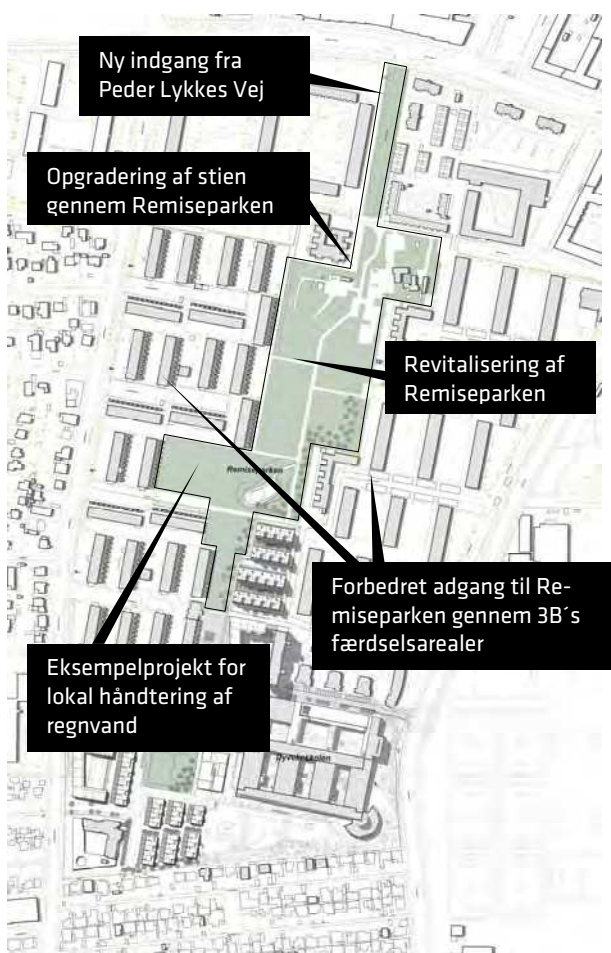 Ny indgang fra
Peder Lykkes Vej
Opgradering af stien
gennem Remiseparken
Revitalisering af
Remiseparken
Remiseparken
Forbedret adgang til Re-
miseparken gennem 3B´s
færdselsarealer
Eksempelprojekt for
lokal håndtering af
regnvand
Dyvekeskolen